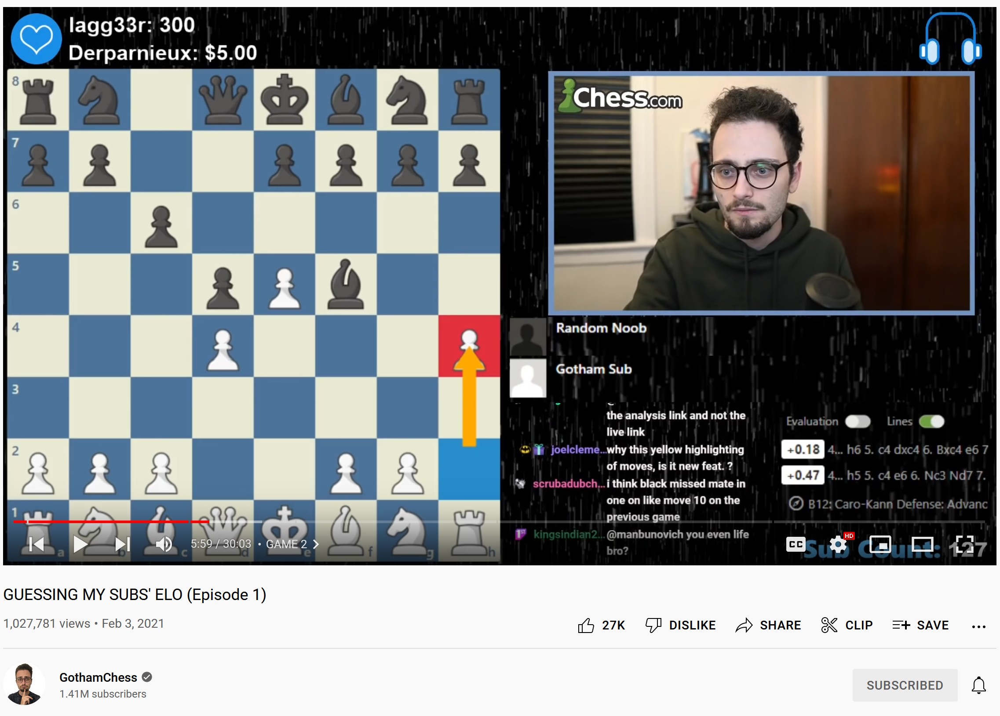 lagg33r: 300
Derparnieux: $5.00
8
7
6
5
4
3
2
1
a
b
c
d
e
f
g
h
Chess.com
Random Noob
Gotham Sub
the analysis link and not the
live link
joelcleme...why this yellow highlighting
of moves, is it new feat. ?
scrubadubch...i think black missed mate in
one on like move 10 on the
previous game
1ST kingsindian2...@manbunovich you even life
bro?
Evaluation Lines
+0.18 4... h6 5. c4 dxc4 6. Bxc4 e6 7
+0.47 4... h5 5. c4 e6 6. Nc3 Nd7 7.
B12: Caro-Kann Defense: Advanc
Sub Count: 127
5:59 / 30:03 • GAME 2
CC HD
GUESSING MY SUBS' ELO (Episode 1)
1,027,781 views • Feb 3, 2021
27K DISLIKE SHARE CLIP SAVE
GothamChess
1.41M subscribers
SUBSCRIBED